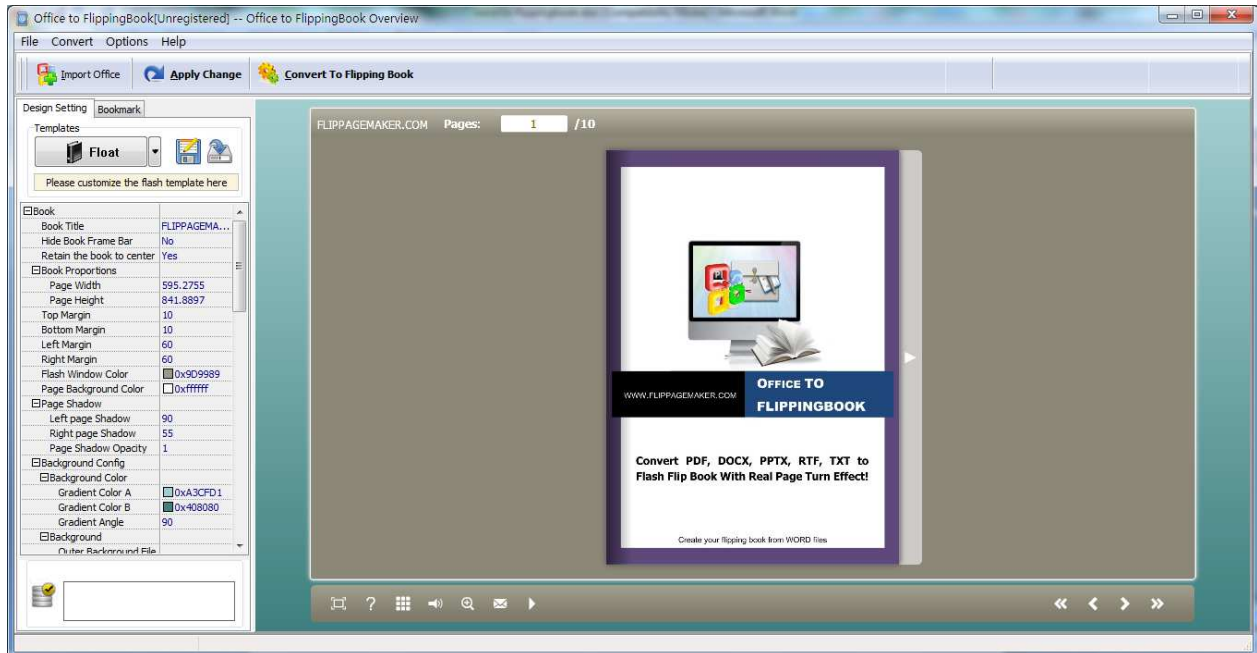 Office to FlippingBook[Unregistered] -- Office to FlippingBook Overview
File Convert Options Help
Import Office Apply Change Convert To Flipping Book
Design Setting Bookmark
Templates
Float
Please customize the flash template here
Book
Book Title FLIPPAGEMA...
Hide Book Frame Bar No
Retain the book to center Yes
Book Proportions
Page Width 595.2755
Page Height 841.8897
Top Margin 10
Bottom Margin 10
Left Margin 60
Right Margin 60
Flash Window Color 0x9D9989
Page Background Color 0xffffff
Page Shadow
Left page Shadow 90
Right page Shadow 55
Page Shadow Opacity 1
Background Config
Background Color
Gradient Color A 0xA3CFD1
Gradient Color B 0x408080
Gradient Angle 90
Background
Outer Background File
FLIPPAGEMAKER.COM Pages: 1 /10
WWW.FLIPPAGEMAKER.COM
OFFICE TO
FLIPPINGBOOK
Convert PDF, DOCX, PPTX, RTF, TXT to
Flash Flip Book With Real Page Turn Effect!
Create your flipping book from WORD files